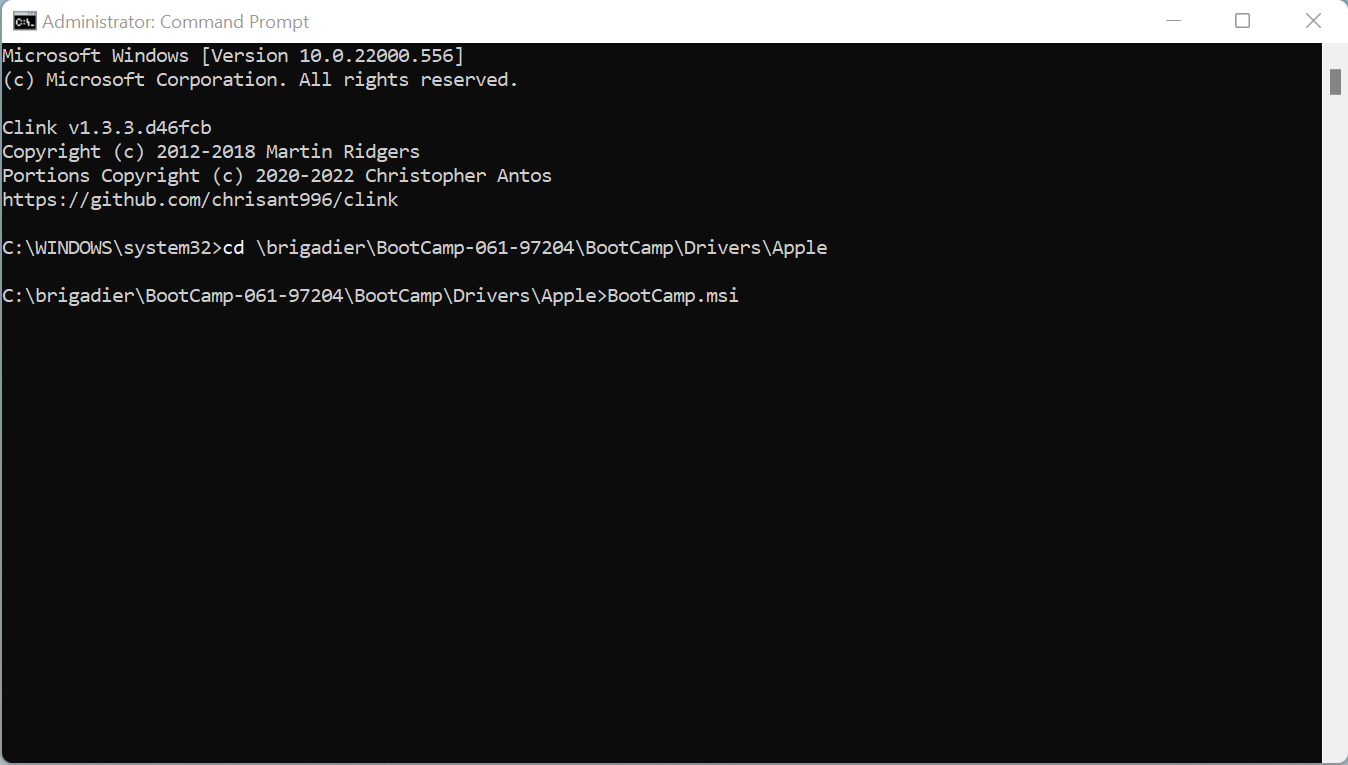 Administrator: Command Prompt
Microsoft Windows [Version 10.0.22000.556]
(c) Microsoft Corporation. All rights reserved.
Clink v1.3.3.d46fcb
Copyright (c) 2012-2018 Martin Ridgers
Portions Copyright (c) 2020-2022 Christopher Antos
https://github.com/chrisant996/clink
C:\WINDOWS\system32>cd \brigadier\BootCamp-061-97204\BootCamp\Drivers\Apple
C:\brigadier\BootCamp-061-97204\BootCamp\Drivers\Apple>BootCamp.msi